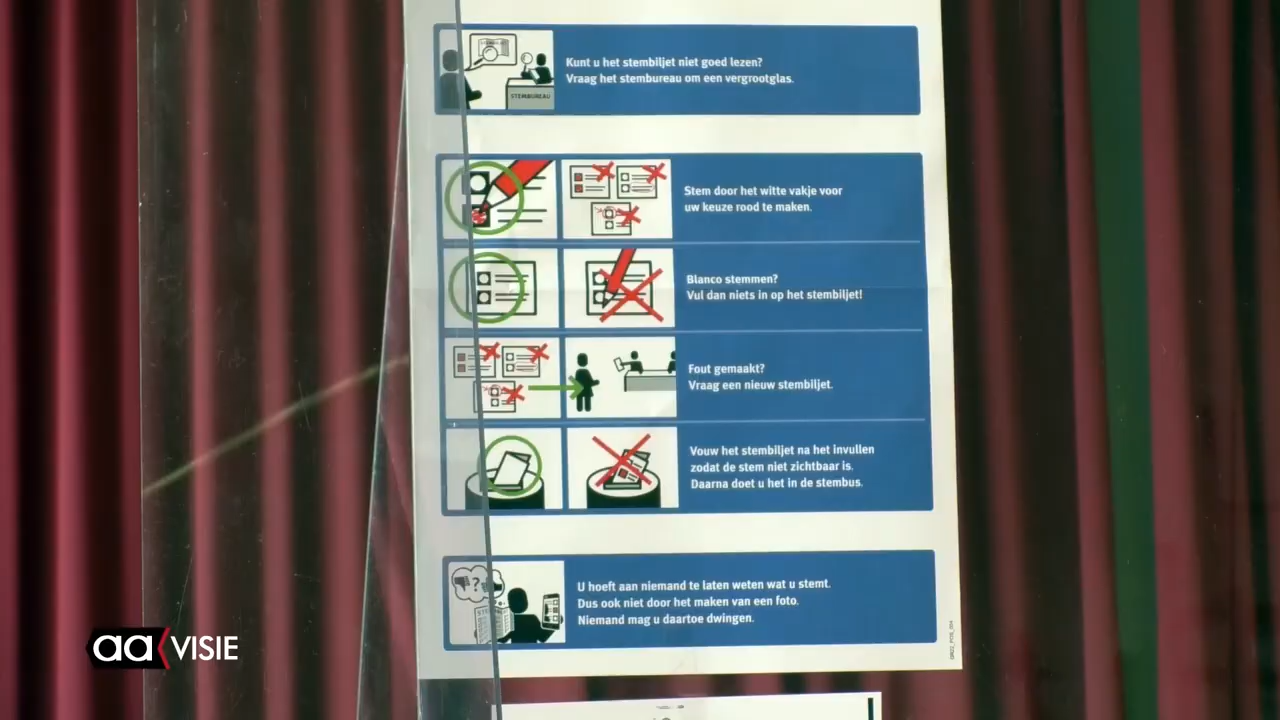 Kunt u het stembiljet niet goed lezen?
Vraag het stembureau om een vergrootglas.
STEMBUREAU
Stem door het witte vakje voor
uw keuze rood te maken.
Blanco stemmen?
Vul dan niets in op het stembiljet!
Fout gemaakt?
Vraag een nieuw stembiljet.
Vouw het stembiljet na het invullen
zodat de stem niet zichtbaar is.
Daarna doet u het in de stembus.
U hoeft aan niemand te laten weten wat u stemt.
Dus ook niet door het maken van een foto.
Niemand mag u daartoe dwingen.
aa VISIE